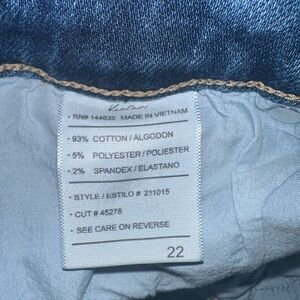 • RN# 144635 MADE IN VIETNAM
• 93% COTTON / ALGODON
• 5% POLYESTER / POLIESTER
• 2% SPANDEX / ELASTANO
• STYLE / ESTILO # 211015
• CUT # 45278
• SEE CARE ON REVERSE
22